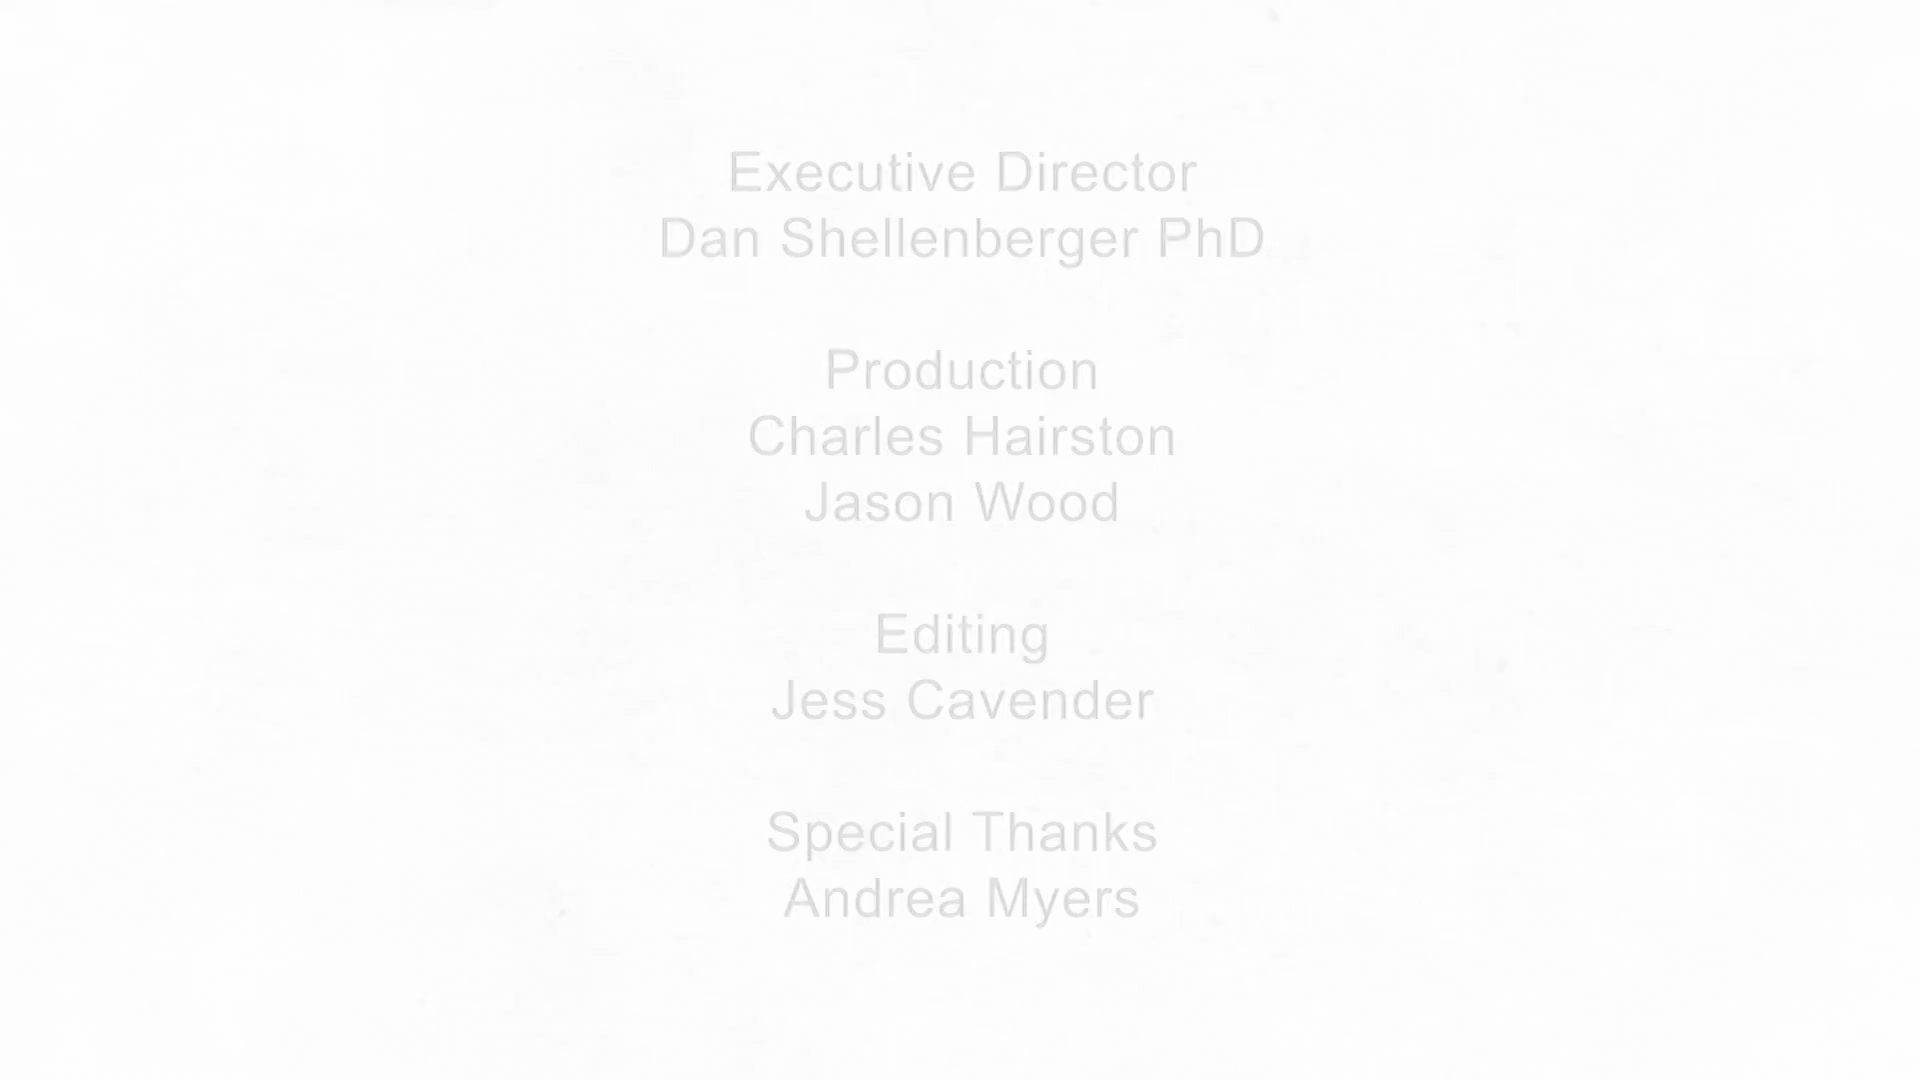 Executive Director
Dan Shellenberger PhD
Production
Charles Hairston
Jason Wood
Editing
Jess Cavender
Special Thanks
Andrea Myers